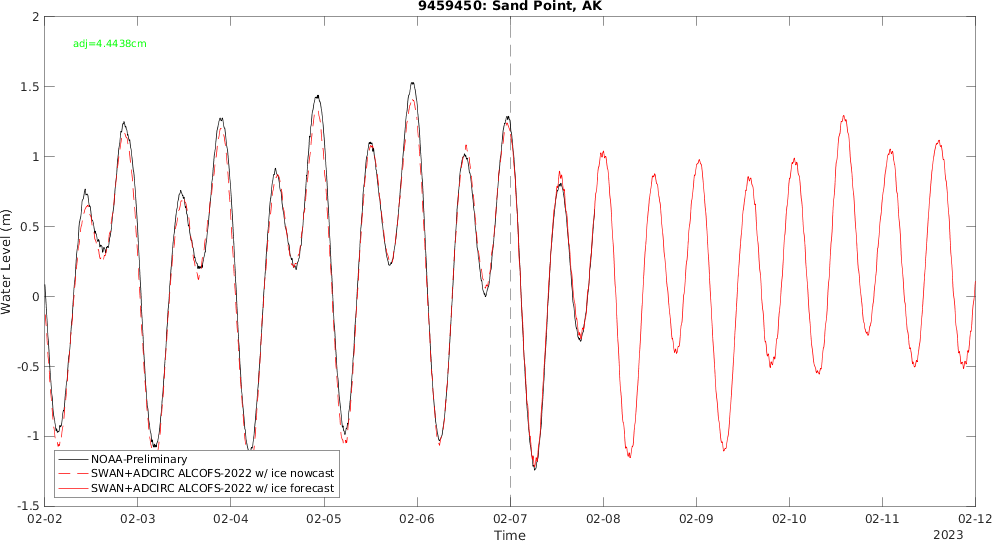 9459450: Sand Point, AK
adj=4.4438cm
2
1.5
1
0.5
0
-0.5
-1
-1.5
Water Level (m)
NOAA-Preliminary
SWAN+ADCIRC ALCOFS-2022 w/ ice nowcast
SWAN+ADCIRC ALCOFS-2022 w/ ice forecast
02-02 02-03 02-04 02-05 02-06 02-07 02-08 02-09 02-10 02-11 02-12
Time
2023